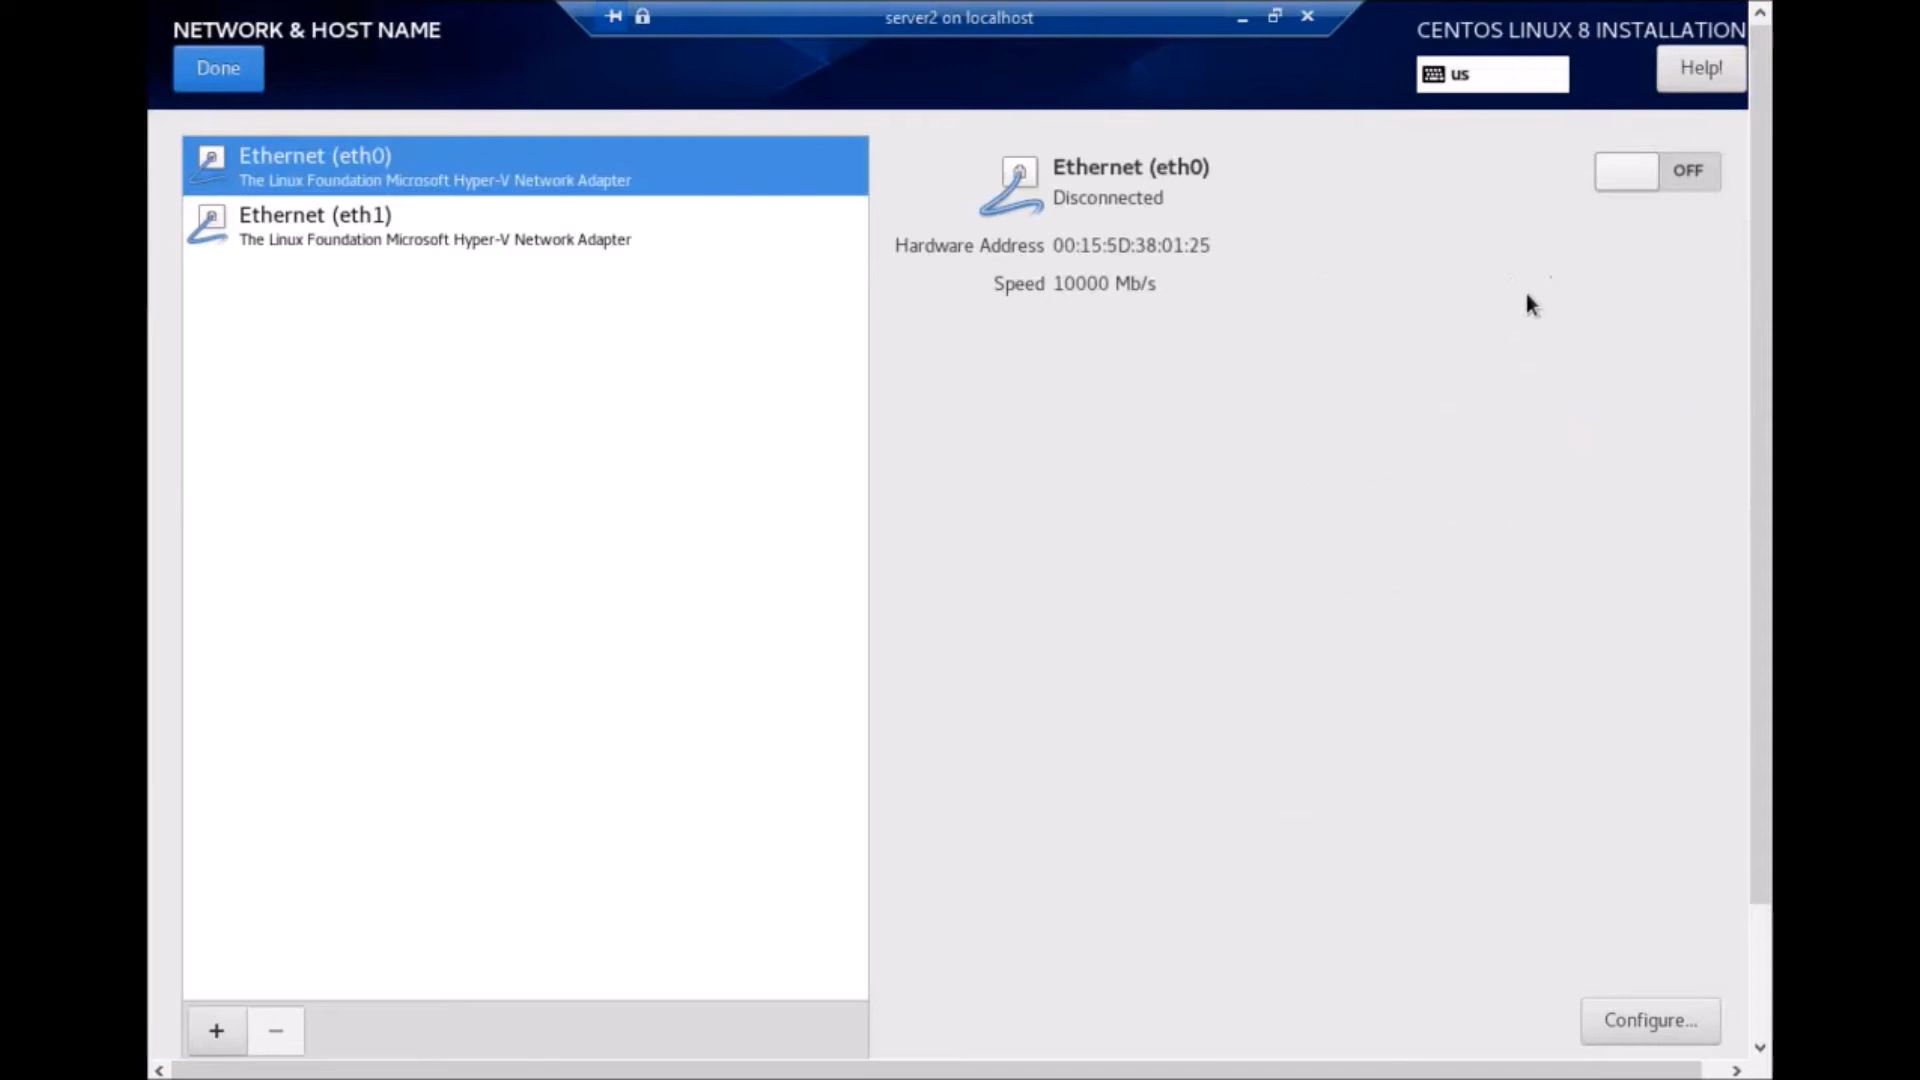 NETWORK & HOST NAME
server2 on localhost
CENTOS LINUX 8 INSTALLATION
Done
us
Help!
Ethernet (eth0)
The Linux Foundation Microsoft Hyper-V Network Adapter
Ethernet (eth1)
The Linux Foundation Microsoft Hyper-V Network Adapter
Ethernet (eth0)
Disconnected
OFF
Hardware Address 00:15:5D:38:01:25
Speed 10000 Mb/s
+
−
Configure...